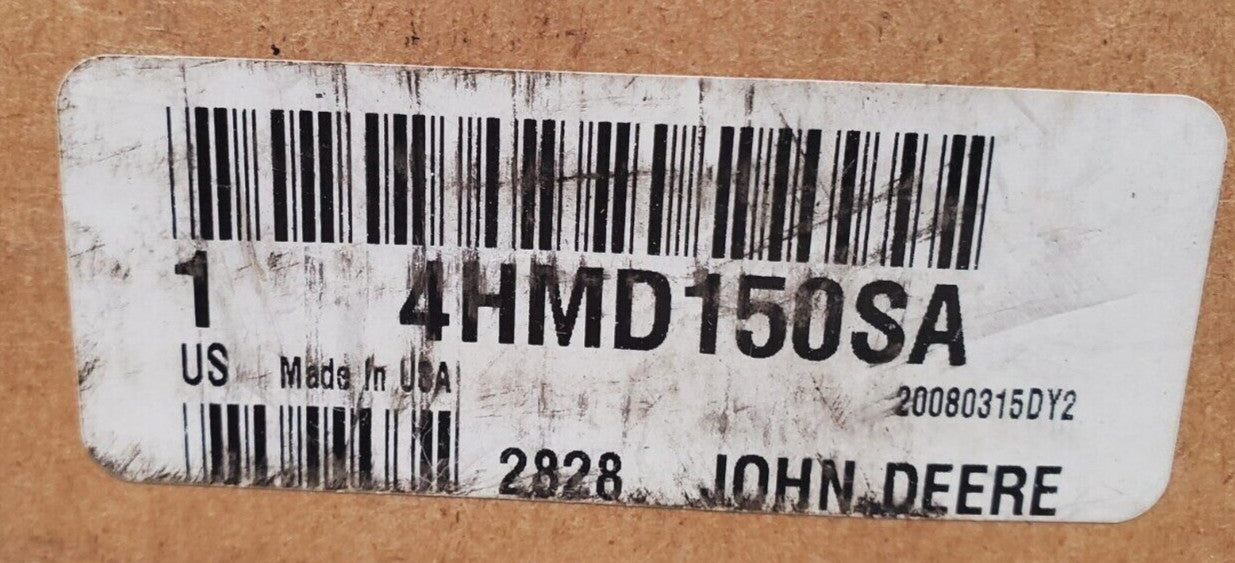 1 4HMD150SA
US Made In USA
20080315DY2
2828 JOHN DEERE